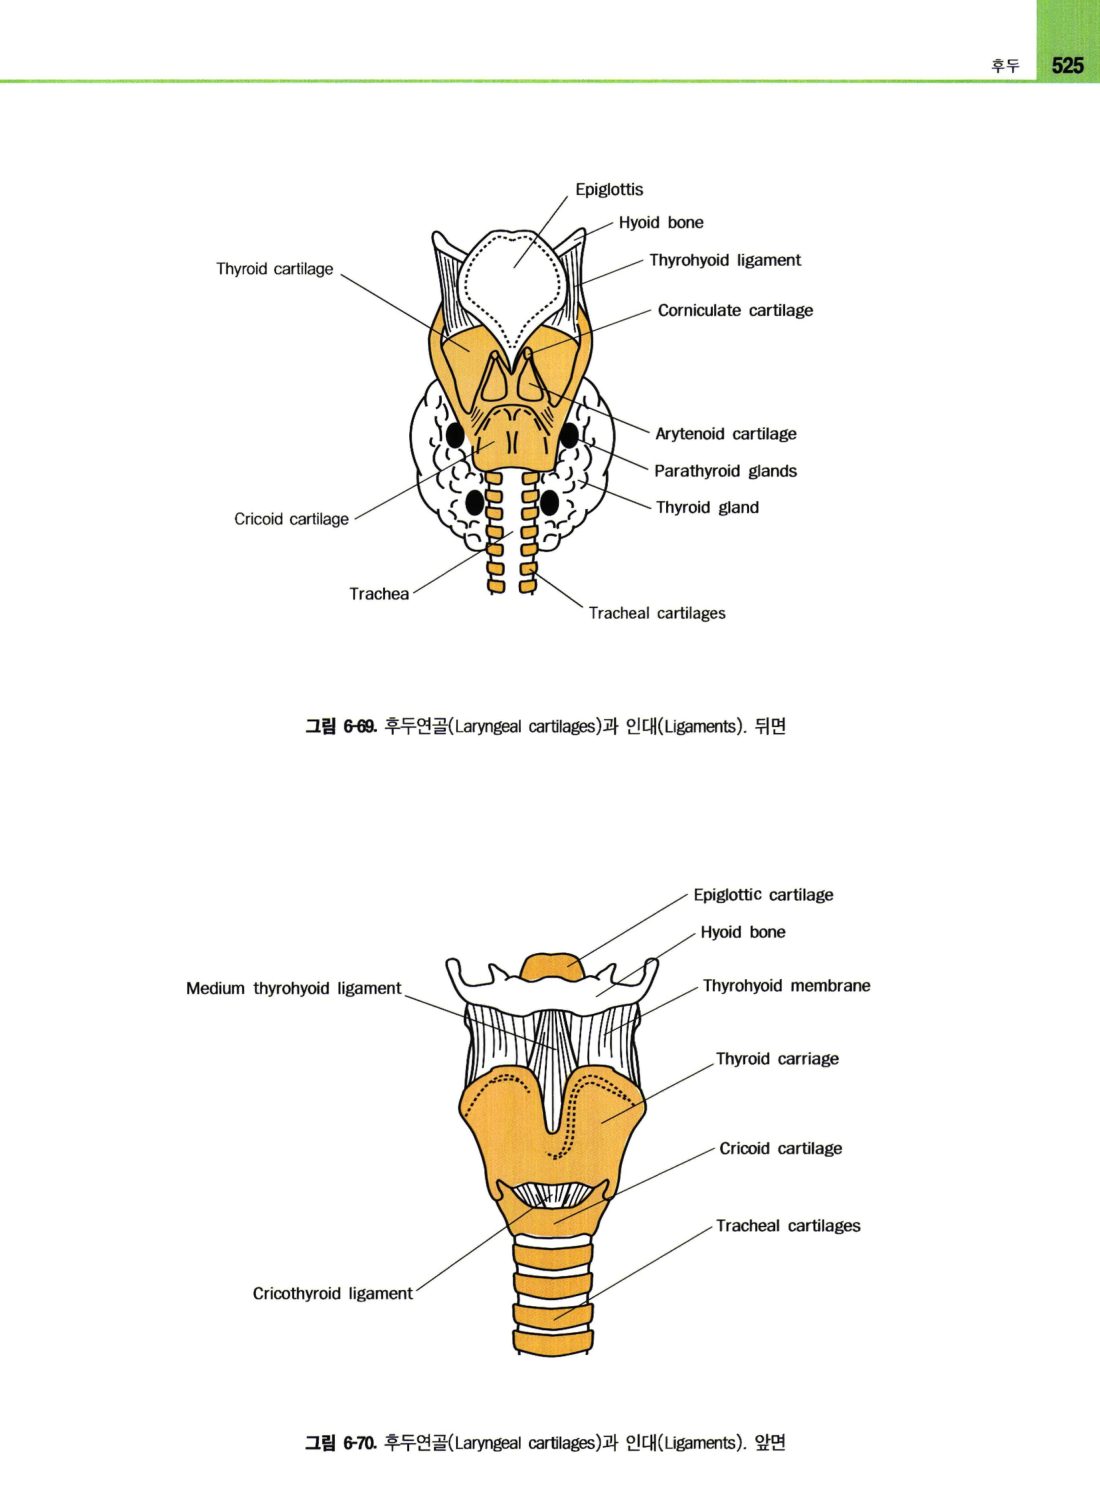 후두 525
Epiglottis
Hyoid bone
Thyrohyoid ligament
Thyroid cartilage
Corniculate cartilage
Arytenoid cartilage
Parathyroid glands
Thyroid gland
Cricoid cartilage
Trachea
Tracheal cartilages
그림 6-69. 후두연골(Laryngeal cartilages)과 인대(Ligaments). 뒤면
Epiglottic cartilage
Hyoid bone
Medium thyrohyoid ligament
Thyrohyoid membrane
Thyroid carriage
Cricoid cartilage
Tracheal cartilages
Cricothyroid ligament
그림 6-70. 후두연골(Laryngeal cartilages)과 인대(Ligaments). 앞면